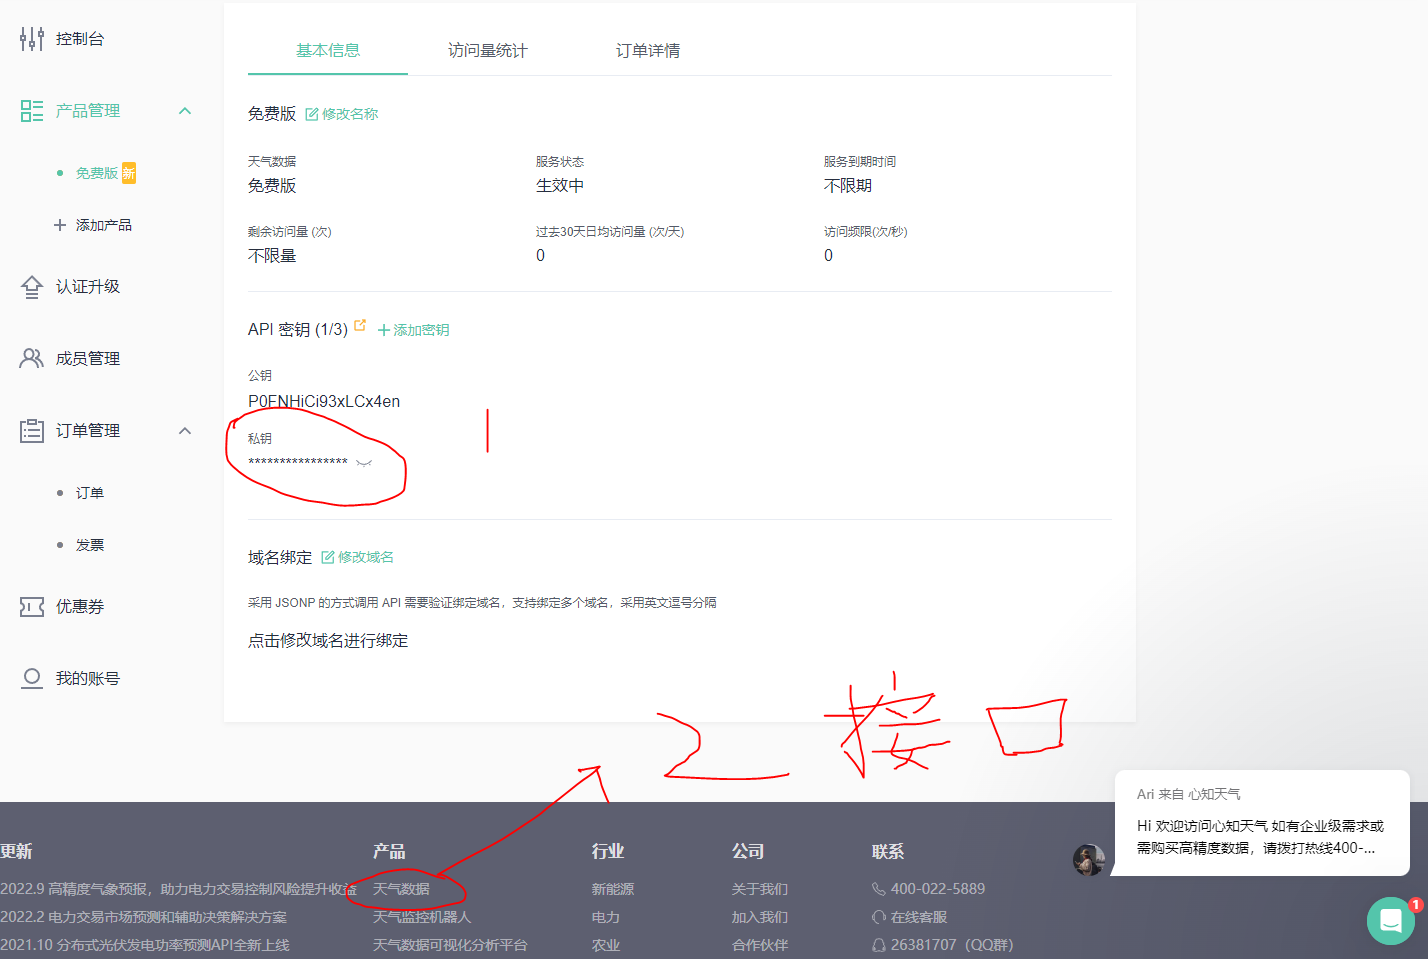 控制台
产品管理
免费版 新
添加产品
认证升级
成员管理
订单管理
订单
发票
优惠券
我的账号
基本信息 访问量统计 订单详情
免费版 修改名称
天气数据 服务状态 服务到期时间
免费版 生效中 不限期
剩余访问量 (次) 过去30天日均访问量 (次/天) 访问频限(次/秒)
不限量 0 0
API 密钥 (1/3) 添加密钥
公钥
P0FNHiCi93xLCx4en
私钥
****************
1
域名绑定 修改域名
采用 JSONP 的方式调用 API 需要验证绑定域名，支持绑定多个域名，采用英文逗号分隔
点击修改域名进行绑定
2 接口
Ari 来自 心知天气
Hi 欢迎访问心知天气 如有企业级需求或
需购买高精度数据，请拨打热线400-...
1
更新 产品 行业 公司 联系
2022.9 高精度气象预报，助力电力交易控制风险提升收益 天气数据 新能源 关于我们 400-022-5889
2022.2 电力交易市场预测和辅助决策解决方案 天气监控机器人 电力 加入我们 在线客服
2021.10 分布式光伏发电功率预测API全新上线 天气数据可视化分析平台 农业 合作伙伴 26381707（QQ群）